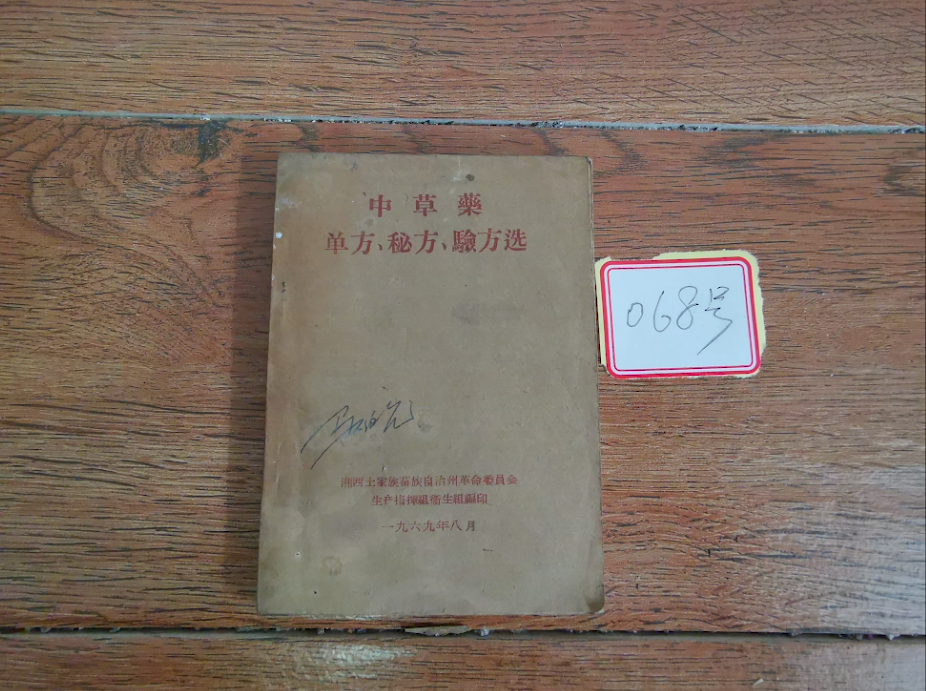 中草藥
单方、秘方、驗方选
068号
湘西土家族苗族自治州革命委員会
生产指揮組衛生組編印
一九六九年八月